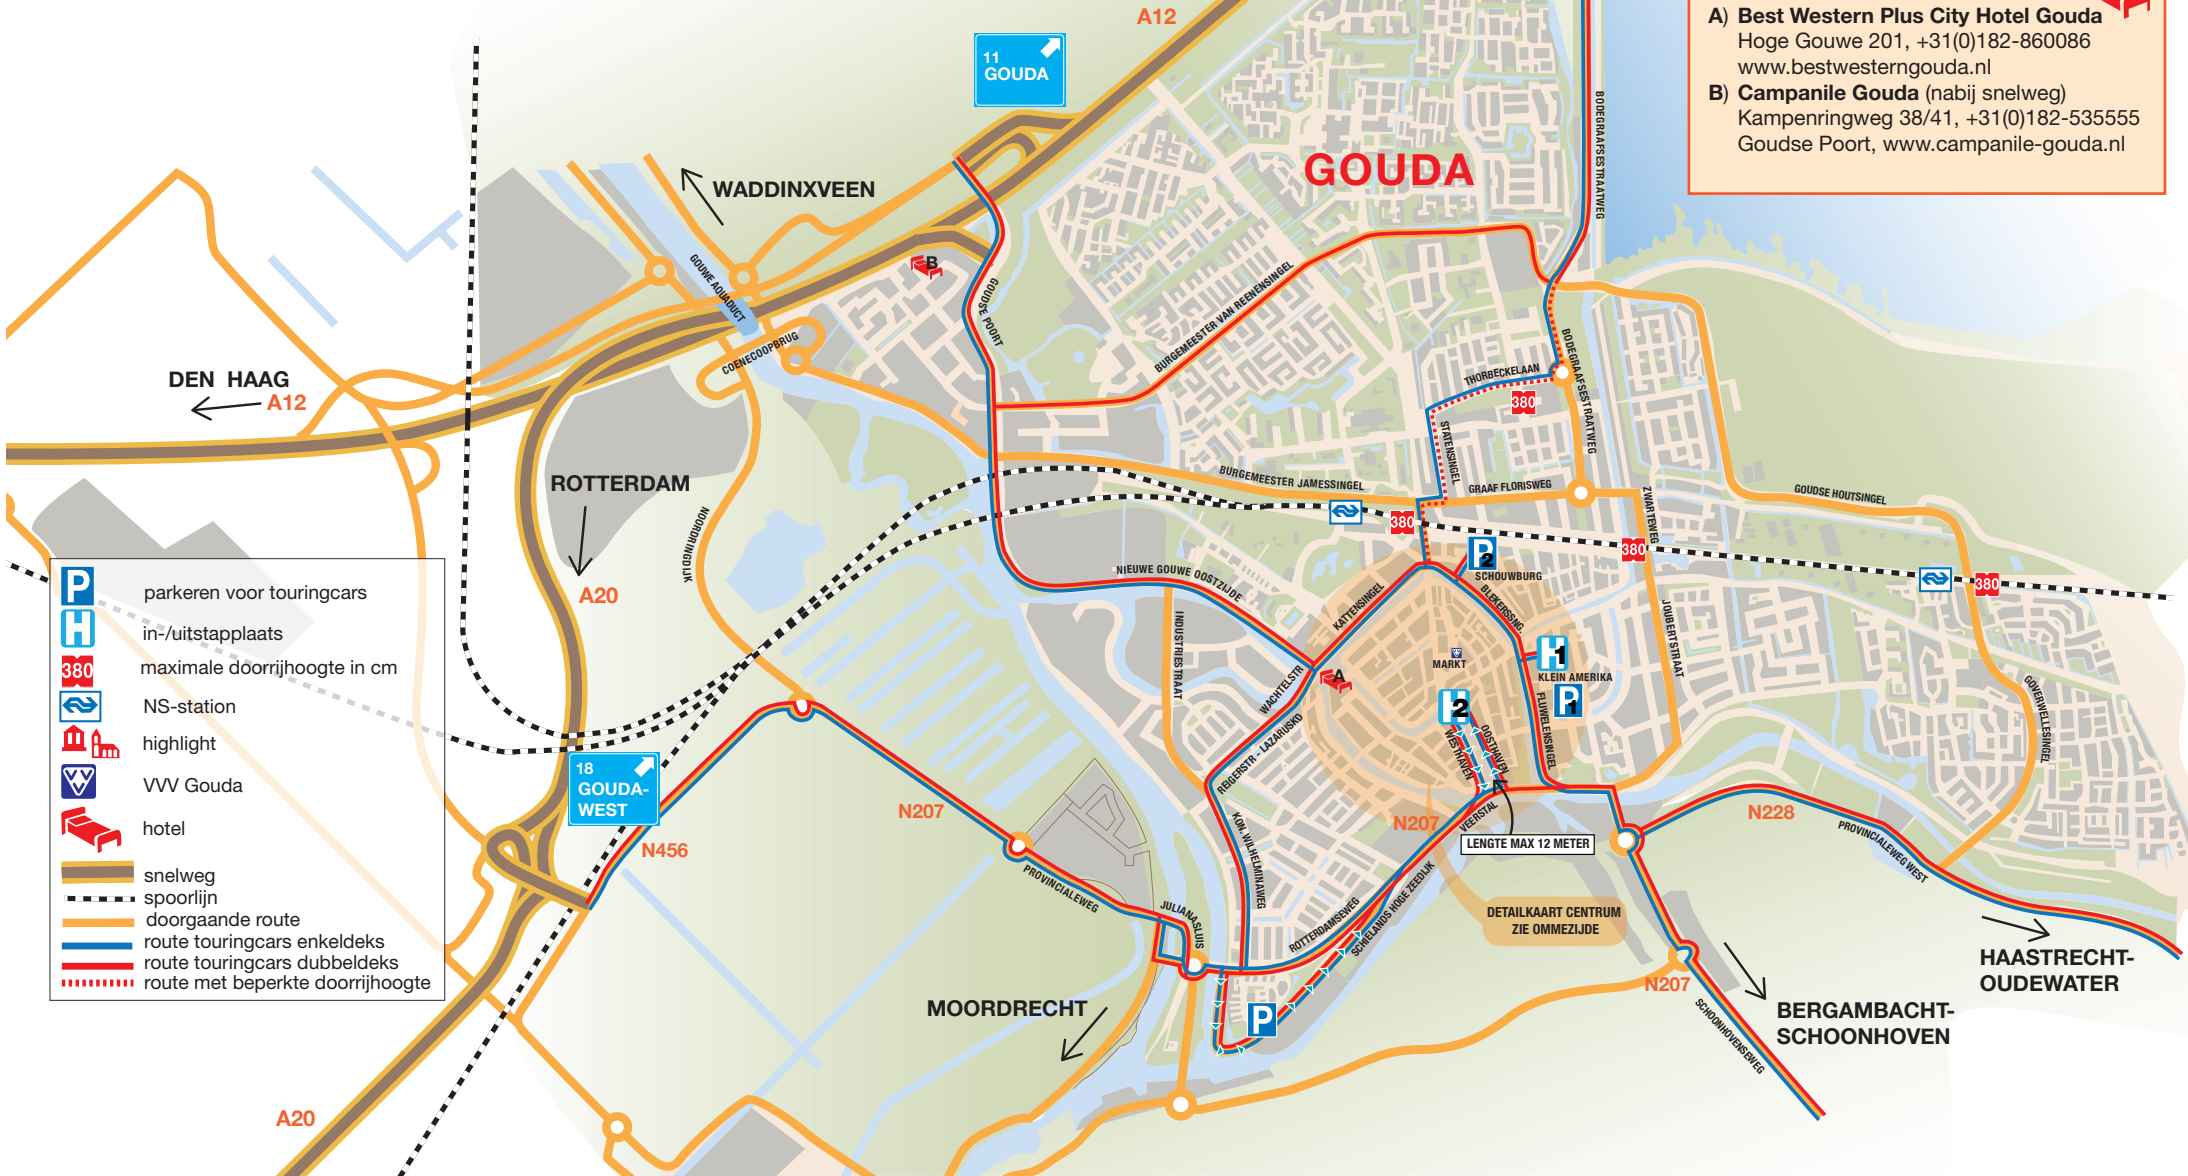 A12
11
GOUDA
A) Best Western Plus City Hotel Gouda
Hoge Gouwe 201, +31(0)182-860086
www.bestwesterngouda.nl
B) Campanile Gouda (nabij snelweg)
Kampenringweg 38/41, +31(0)182-535555
Goudse Poort, www.campanile-gouda.nl
GOUDA
BODEGRAAFSESTRAATWEG
WADDINXVEEN
GOUWE AQUADUCT
B
GOUDSE POORT
COENECOOPBRUG
BURGEMEESTER VAN REENENSINGEL
DEN HAAG
A12
THORBECKELAAN
380
BODEGRAAFSESTRAATWEG
STATENSINGEL
ROTTERDAM
A20
NOORDRINGDIJK
BURGEMEESTER JAMESSINGEL
GRAAF FLORISWEG
380
ZWARTEWEG
GOUDSE HOUTSINGEL
380
380
P2
SCHOUWBURG
NIEUWE GOUWE OOSTZIJDE
KATTENSINGEL
BLEKERSSNG.
INDUSTRIESTRAAT
JOUBERTSTRAAT
H1
KLEIN AMERIKA
P1
MARKT
A
WACHTELSTR
REIGERSTR - LAZARUSKD
H2
WESTHAVEN
OOSTHAVEN
FLUWELENSINGEL
GOVERWELLESINGEL
P parkeren voor touringcars
H in-/uitstapplaats
380 maximale doorrijhoogte in cm
NS-station
highlight
VVV Gouda
hotel
snelweg
spoorlijn
doorgaande route
route touringcars enkeldeks
route touringcars dubbeldeks
route met beperkte doorrijhoogte
18
GOUDA-
WEST
N456
N207
PROVINCIALEWEG
JULIANASLUIS
KON. WILHELMINAWEG
N207
VEERSTAL
LENGTE MAX 12 METER
N228
PROVINCIALEWEG WEST
ROTTERDAMSEWEG
SCHIELANDS HOGE ZEEDIJK
DETAILKAART CENTRUM
ZIE OMMEZIJDE
P
MOORDRECHT
N207
SCHOONHOVENSEWEG
HAASTRECHT-
OUDEWATER
BERGAMBACHT-
SCHOONHOVEN
A20